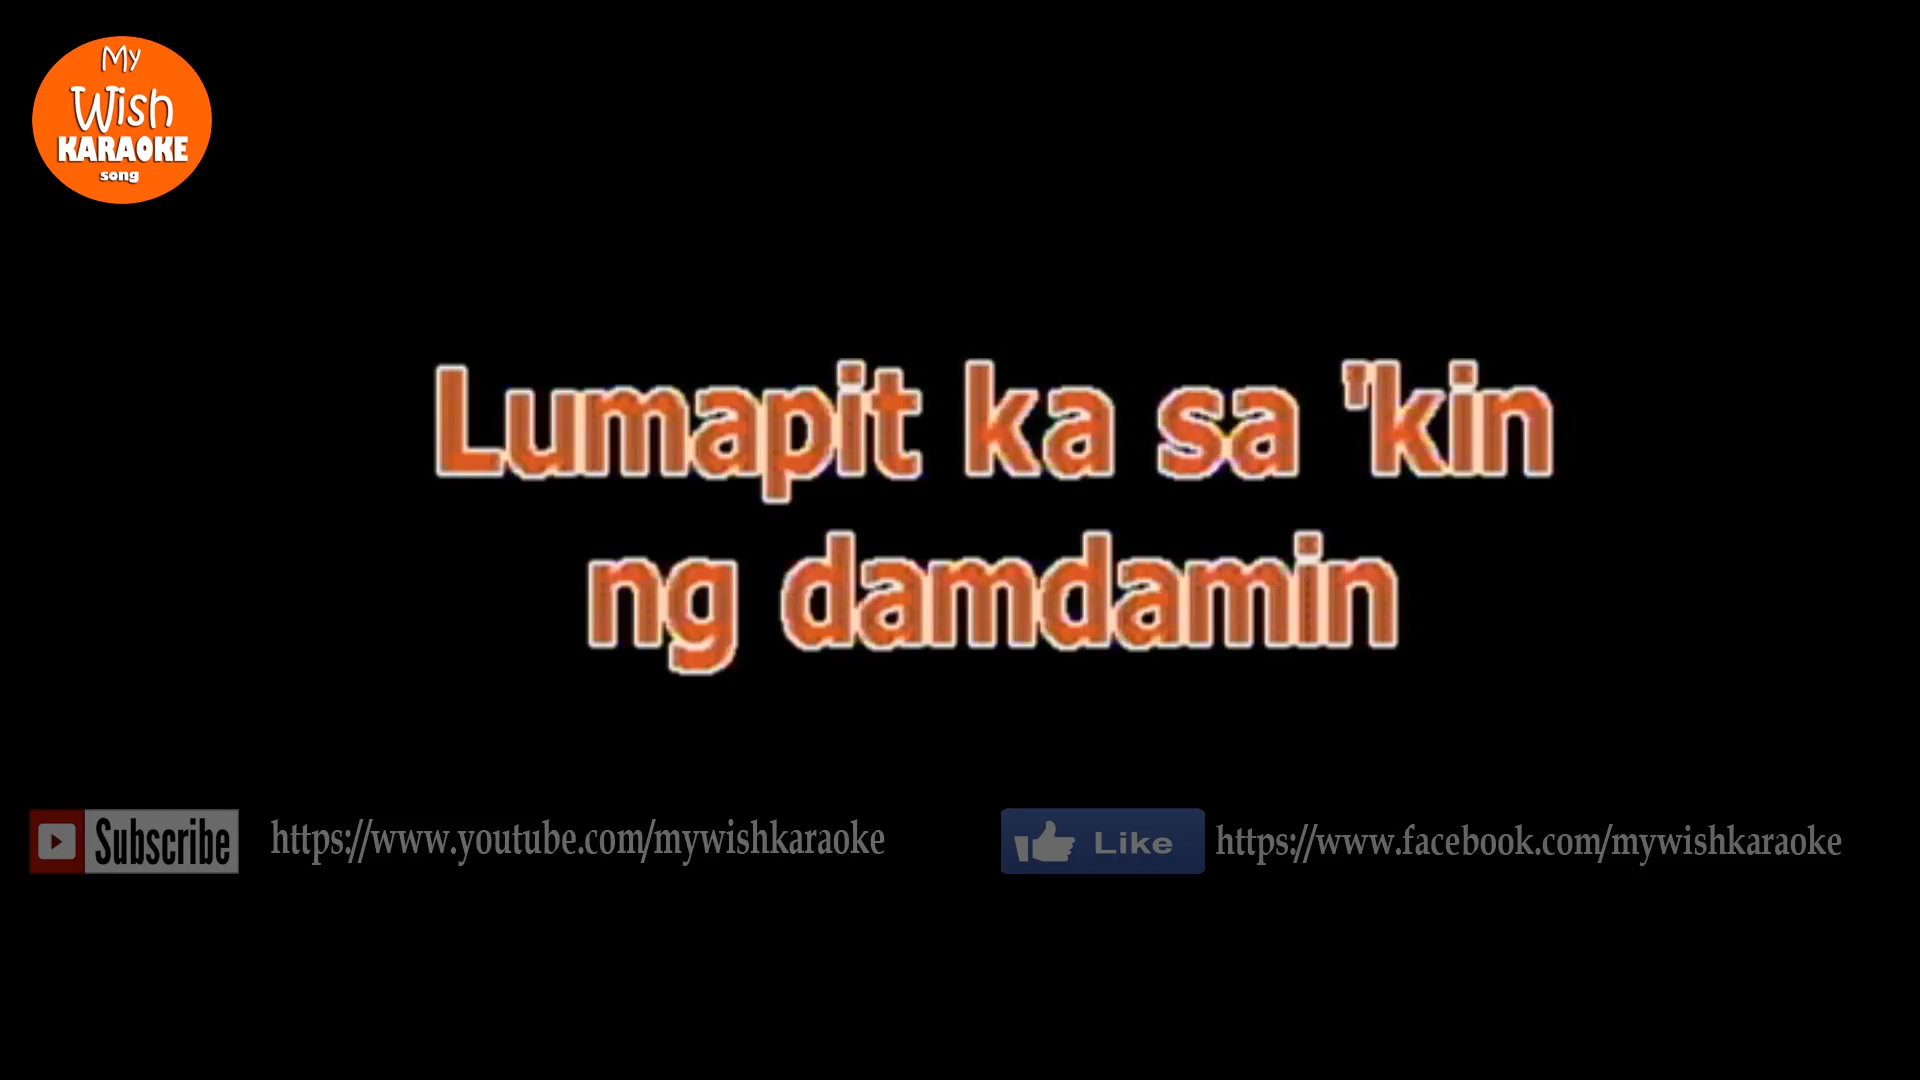 My
Wish
KARAOKE
song
Lumapit ka sa 'kin
ng damdamin
Subscribe https://www.youtube.com/mywishkaraoke Like https://www.facebook.com/mywishkaraoke